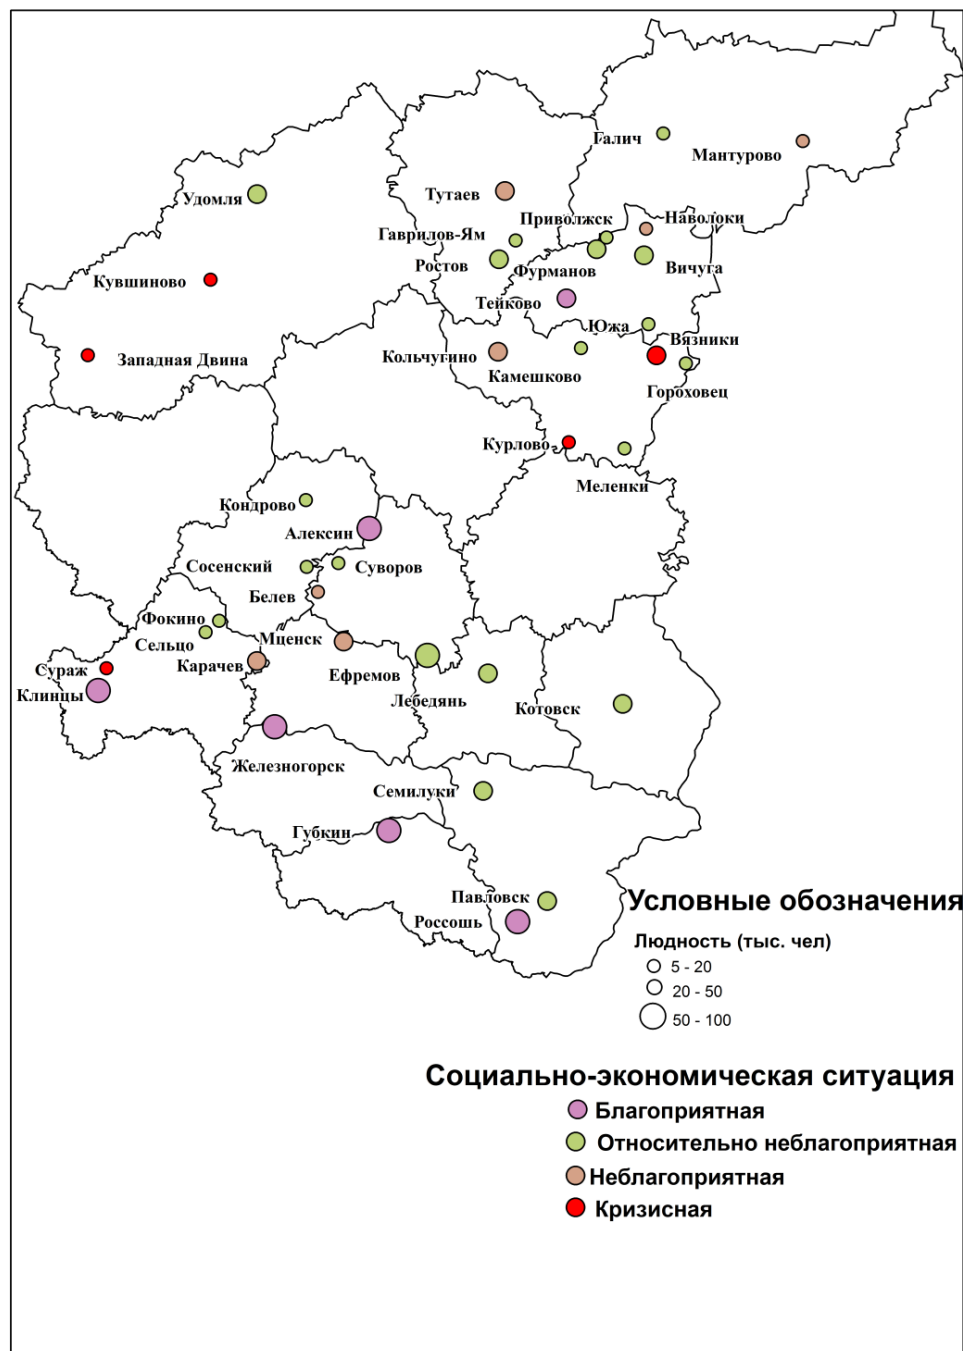 Галич
Мантурово
Удомля
Тутаев
Приволжск
Наволоки
Гаврилов-Ям
Ростов
Фурманов
Вичуга
Кувшиново
Тейково
Южа
Вязники
Западная Двина
Кольчугино
Камешково
Гороховец
Курлово
Меленки
Кондрово
Алексин
Сосенский
Суворов
Белев
Фокино
Сельцо
Мценск
Карачев
Сураж
Клинцы
Ефремов
Лебедянь
Котовск
Железногорск
Семилуки
Губкин
Павловск
Россошь
Условные обозначения
Людность (тыс. чел)
5 - 20
20 - 50
50 - 100
Социально-экономическая ситуация
Благоприятная
Относительно неблагоприятная
Неблагоприятная
Кризисная